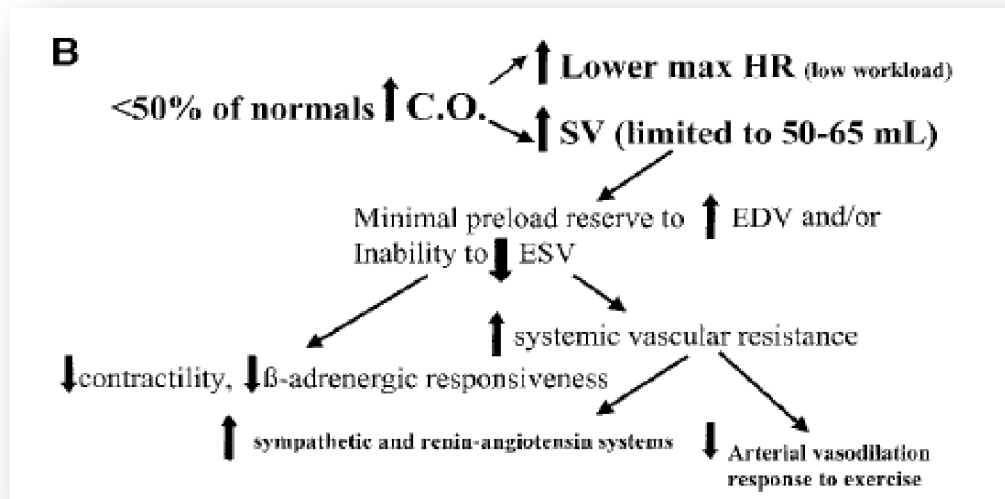 B
↑ Lower max HR (low workload)
<50% of normals ↑ C.O.
↑ SV (limited to 50-65 mL)
Minimal preload reserve to ↑ EDV and/or
Inability to ↓ ESV
↑ systemic vascular resistance
↓contractility, ↓ß-adrenergic responsiveness
↑ sympathetic and renin-angiotensin systems
↓ Arterial vasodilation
response to exercise